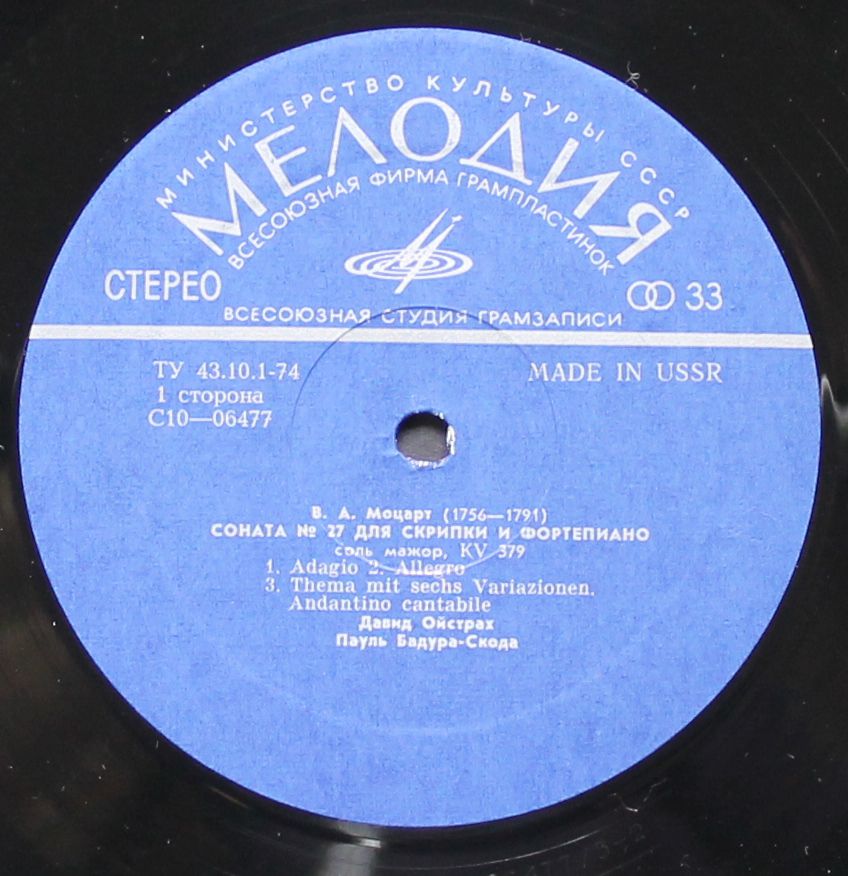 МИНИСТЕРСТВО КУЛЬТУРЫ СССР
МЕЛОДИЯ
ВСЕСОЮЗНАЯ ФИРМА ГРАМПЛАСТИНОК
СТЕРЕО
33
ВСЕСОЮЗНАЯ СТУДИЯ ГРАМЗАПИСИ
ТУ 43.10.1-74
MADE IN USSR
1 сторона
С10—06477
В. А. Моцарт (1756—1791)
СОНАТА № 27 ДЛЯ СКРИПКИ И ФОРТЕПИАНО
соль мажор, KV 379
1. Adagio 2. Allegro
3. Thema mit sechs Variazionen.
Andantino cantabile
Давид Ойстрах
Пауль Бадура-Скода